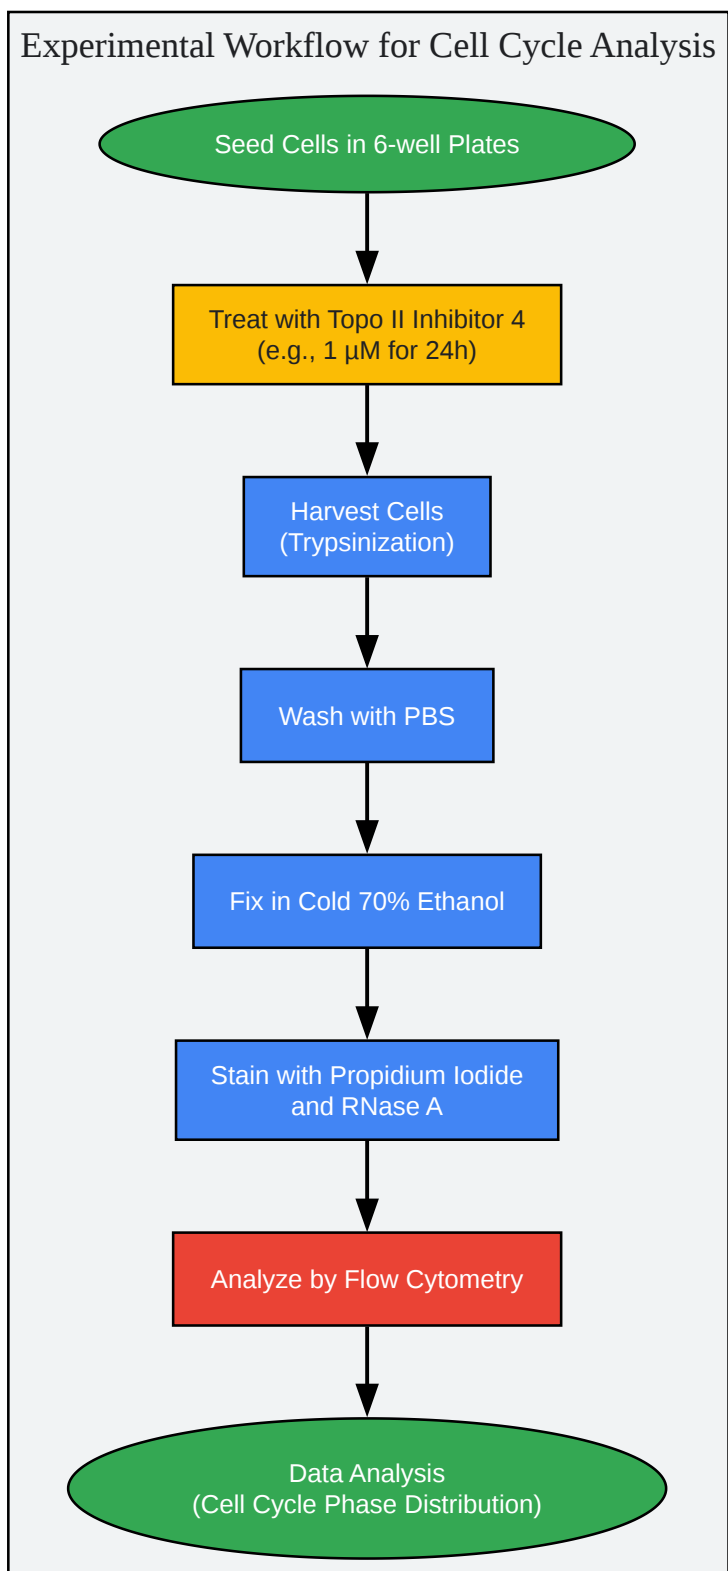 Experimental Workflow for Cell Cycle Analysis
Seed Cells in 6-well Plates
Treat with Topo II Inhibitor 4
(e.g., 1 µM for 24h)
Harvest Cells
(Trypsinization)
Wash with PBS
Fix in Cold 70% Ethanol
Stain with Propidium Iodide
and RNase A
Analyze by Flow Cytometry
Data Analysis
(Cell Cycle Phase Distribution)